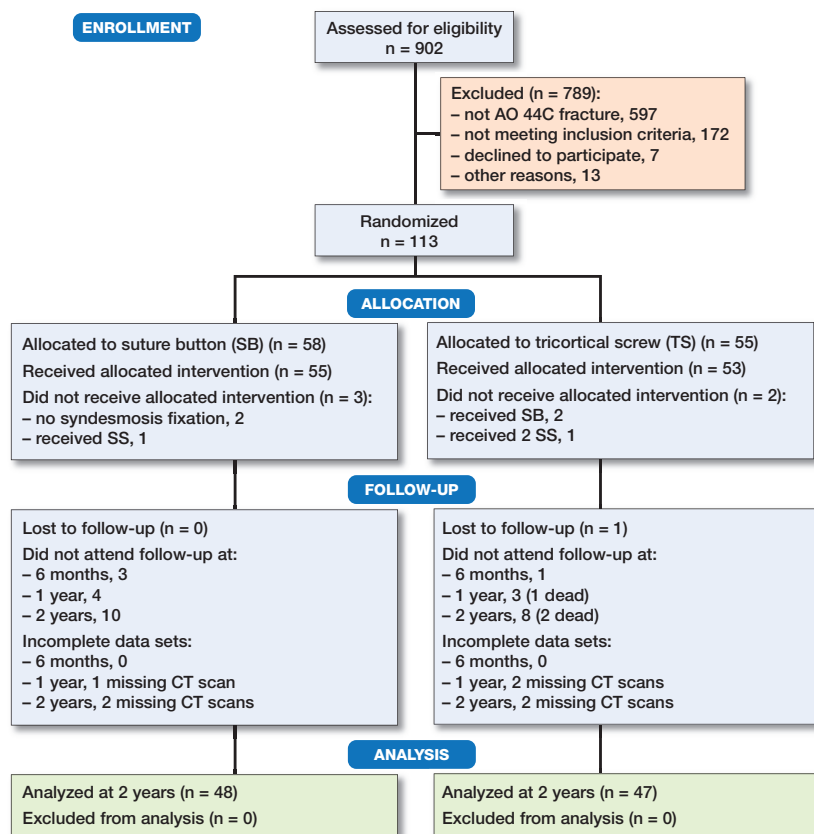 ENROLLMENT
Assessed for eligibility
n = 902
Excluded (n = 789):
– not AO 44C fracture, 597
– not meeting inclusion criteria, 172
– declined to participate, 7
– other reasons, 13
Randomized
n = 113
ALLOCATION
Allocated to suture button (SB) (n = 58)
Received allocated intervention (n = 55)
Did not receive allocated intervention (n = 3):
– no syndesmosis fixation, 2
– received SS, 1
Allocated to tricortical screw (TS) (n = 55)
Received allocated intervention (n = 53)
Did not receive allocated intervention (n = 2):
– received SB, 2
– received 2 SS, 1
FOLLOW-UP
Lost to follow-up (n = 0)
Did not attend follow-up at:
– 6 months, 3
– 1 year, 4
– 2 years, 10
Incomplete data sets:
– 6 months, 0
– 1 year, 1 missing CT scan
– 2 years, 2 missing CT scans
Lost to follow-up (n = 1)
Did not attend follow-up at:
– 6 months, 1
– 1 year, 3 (1 dead)
– 2 years, 8 (2 dead)
Incomplete data sets:
– 6 months, 0
– 1 year, 2 missing CT scans
– 2 years, 2 missing CT scans
ANALYSIS
Analyzed at 2 years (n = 48)
Excluded from analysis (n = 0)
Analyzed at 2 years (n = 47)
Excluded from analysis (n = 0)